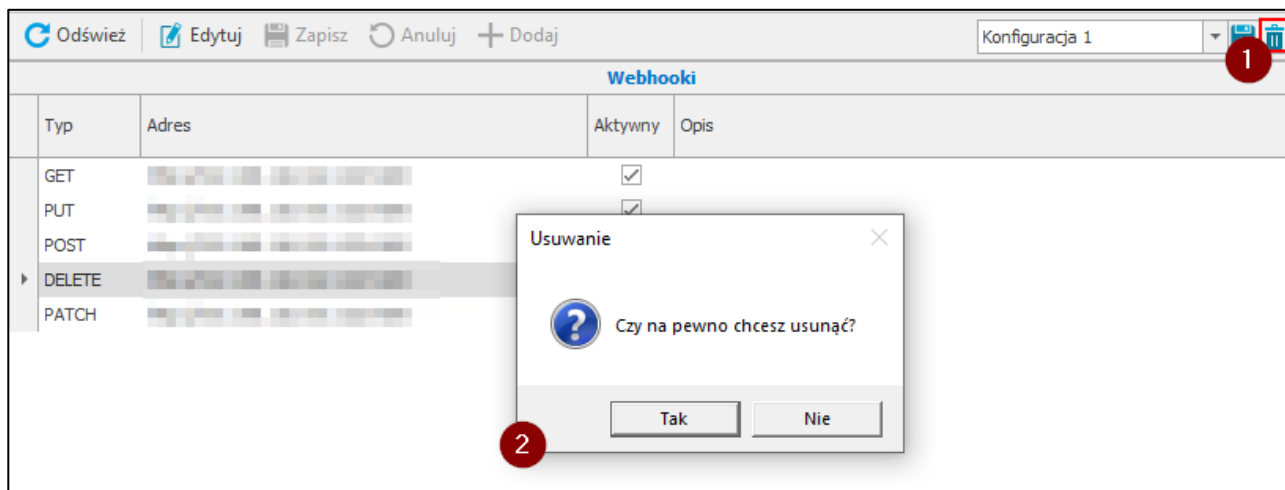 Odśwież Edytuj Zapisz Anuluj Dodaj Konfiguracja 1
1
Webhooki
Typ Adres Aktywny Opis
GET
PUT
POST
DELETE
PATCH
Usuwanie
Czy na pewno chcesz usunąć?
Tak Nie
2